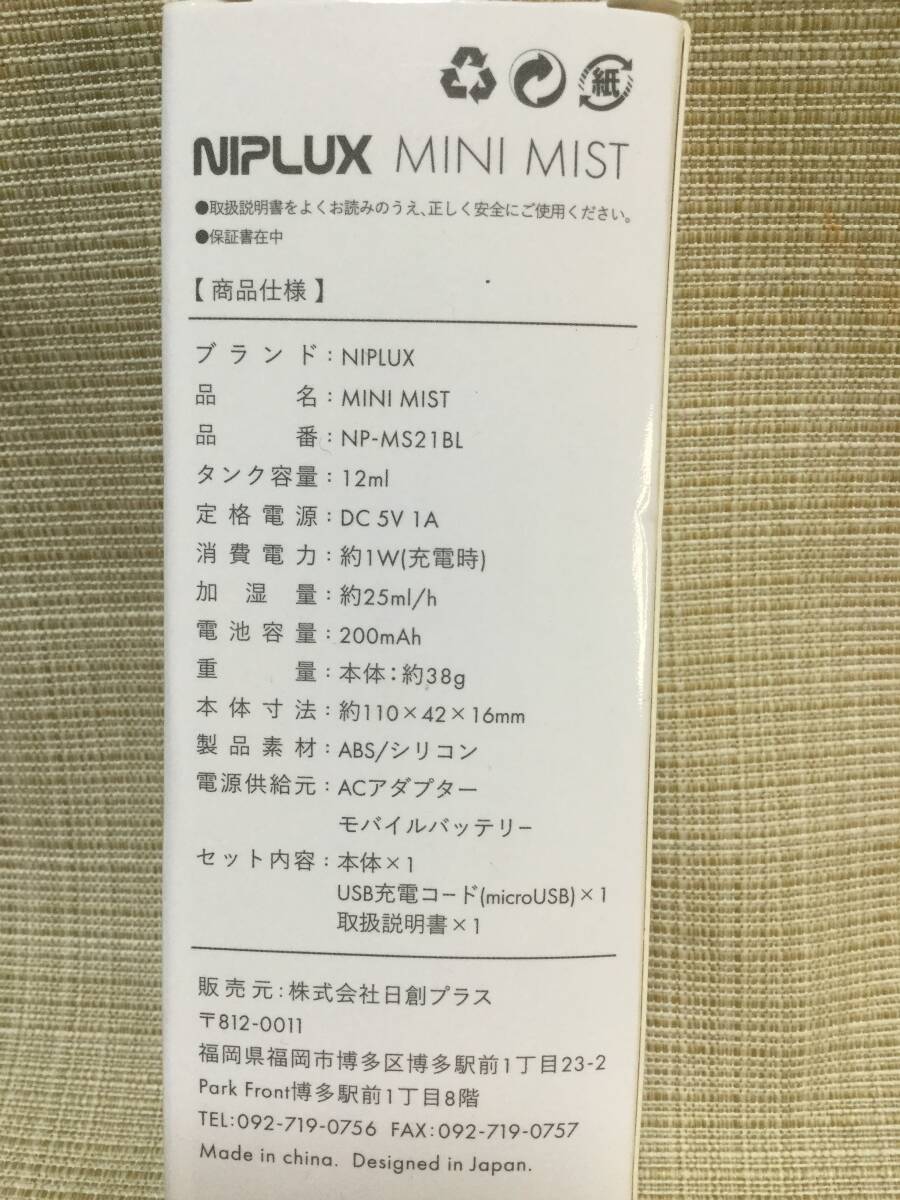 紙
NIPLUX MINI MIST
●取扱説明書をよくお読みのうえ、正しく安全にご使用ください。
●保証書在中
【 商品仕様 】
ブランド:NIPLUX
品名:MINI MIST
品番:NP-MS21BL
タンク容量:12ml
定格電源:DC 5V 1A
消費電力:約1W(充電時)
加湿量:約25ml/h
電池容量:200mAh
重量:本体:約38g
本体寸法:約110×42×16mm
製品素材:ABS/シリコン
電源供給元:ACアダプター
モバイルバッテリー
セット内容:本体×1
USB充電コード(microUSB)×1
取扱説明書×1
販売元:株式会社日創プラス
〒812-0011
福岡県福岡市博多区博多駅前1丁目23-2
Park Front博多駅前1丁目8階
TEL:092-719-0756 FAX:092-719-0757
Made in china. Designed in Japan.